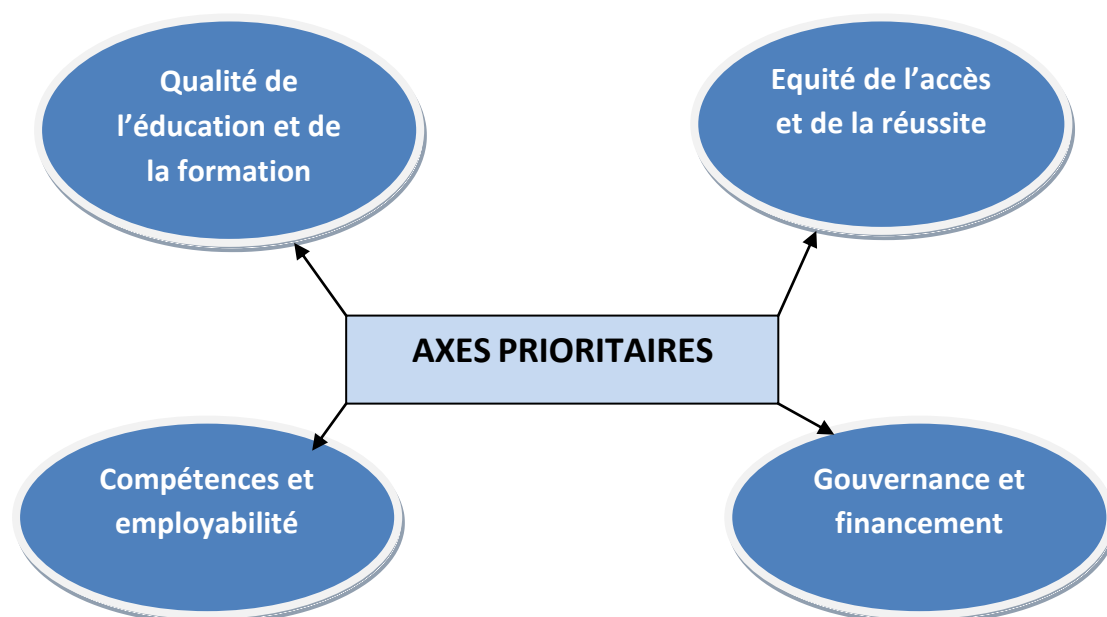 Qualité de
l’éducation et de
la formation
Equité de l’accès
et de la réussite
AXES PRIORITAIRES
Compétences et
employabilité
Gouvernance et
financement